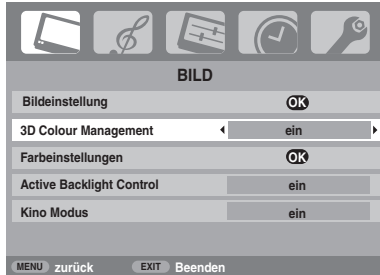 BILD
Bildeinstellung OK
3D Colour Management ein
Farbeinstellungen OK
Active Backlight Control ein
Kino Modus ein
MENU zurück EXIT Beenden